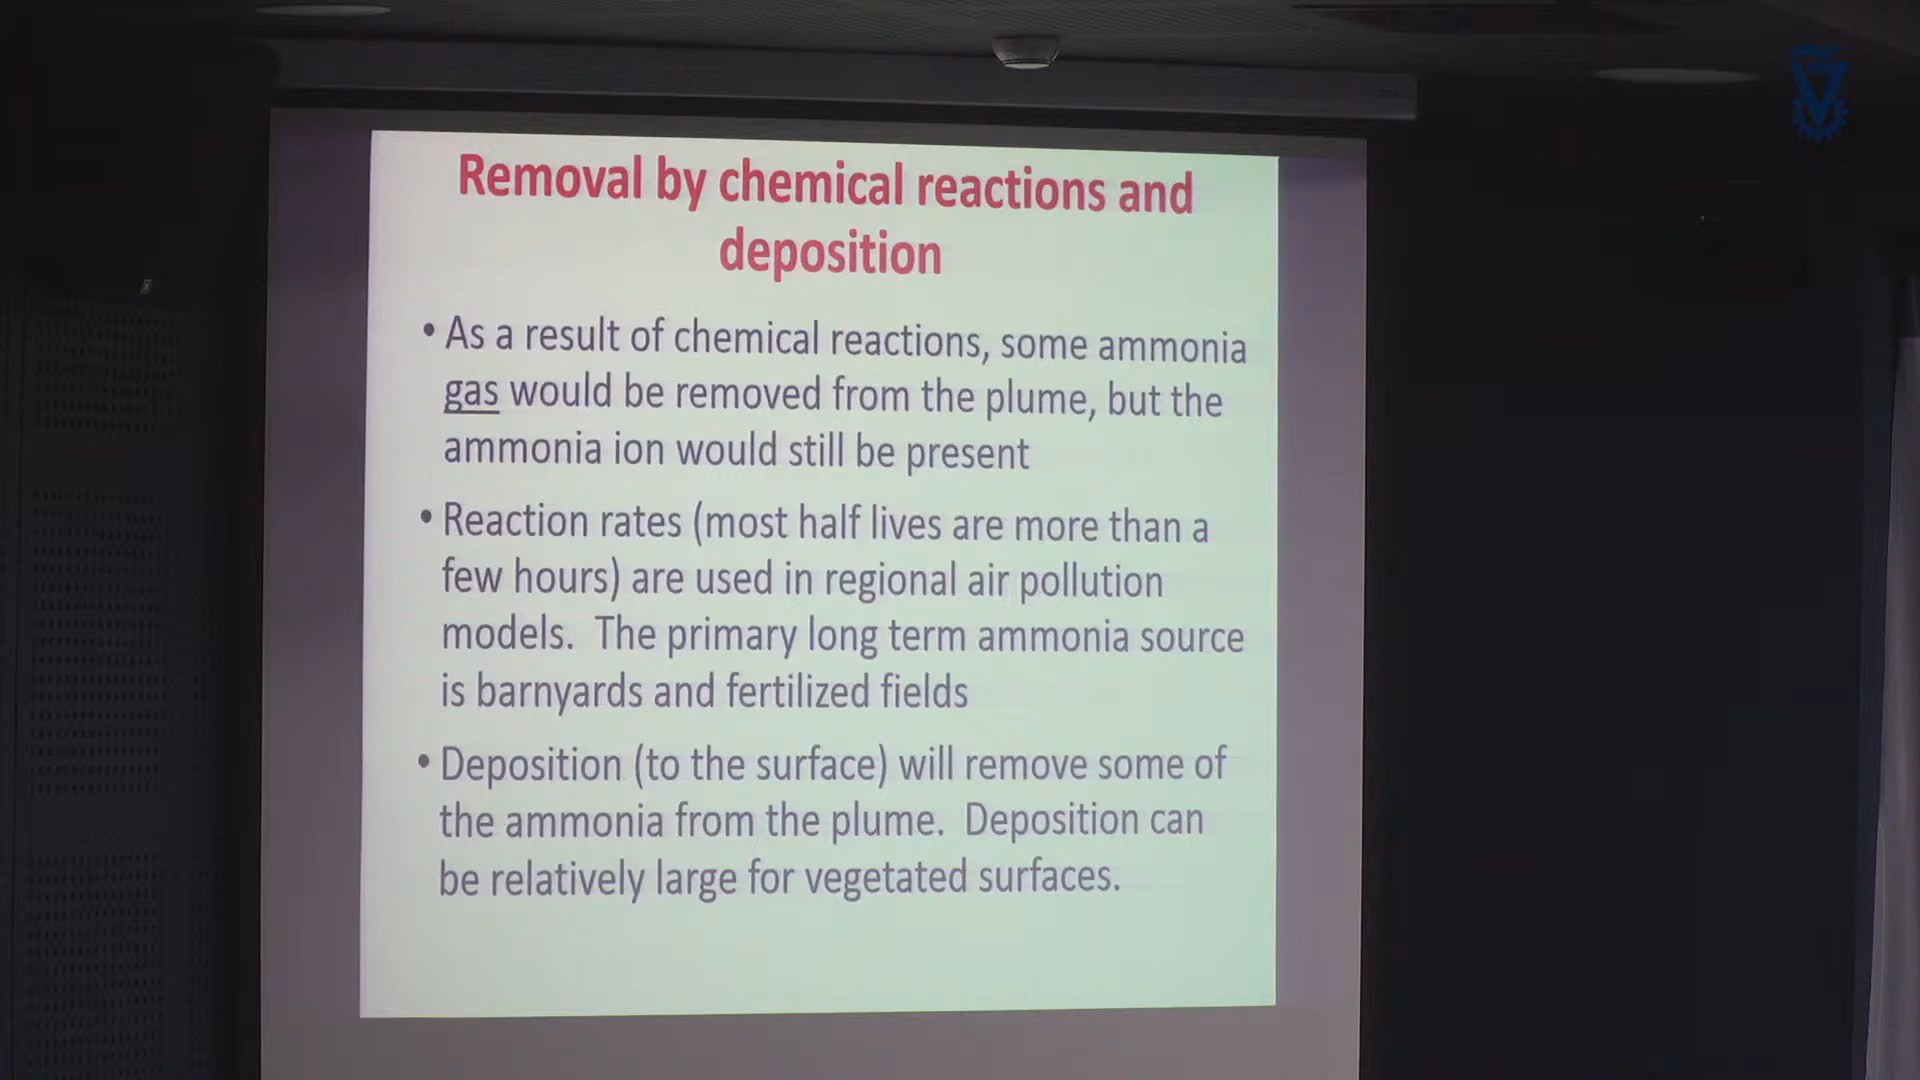 Removal by chemical reactions and
deposition
• As a result of chemical reactions, some ammonia
gas would be removed from the plume, but the
ammonia ion would still be present
• Reaction rates (most half lives are more than a
few hours) are used in regional air pollution
models.  The primary long term ammonia source
is barnyards and fertilized fields
• Deposition (to the surface) will remove some of
the ammonia from the plume.  Deposition can
be relatively large for vegetated surfaces.